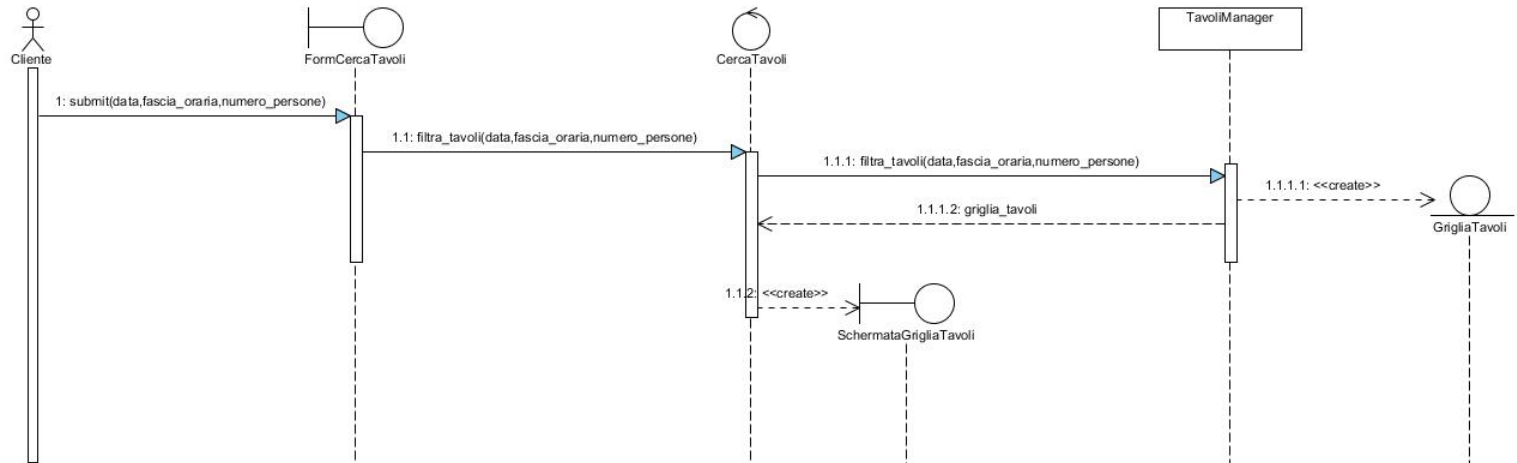 TavoliManager
Cliente
FormCercaTavoli
CercaTavoli
1: submit(data,fascia_oraria,numero_persone)
1.1: filtra_tavoli(data,fascia_oraria,numero_persone)
1.1.1: filtra_tavoli(data,fascia_oraria,numero_persone)
1.1.1.1: <<create>>
1.1.1.2: griglia_tavoli
GrigliaTavoli
1.1.2: <<create>>
SchermataGrigliaTavoli